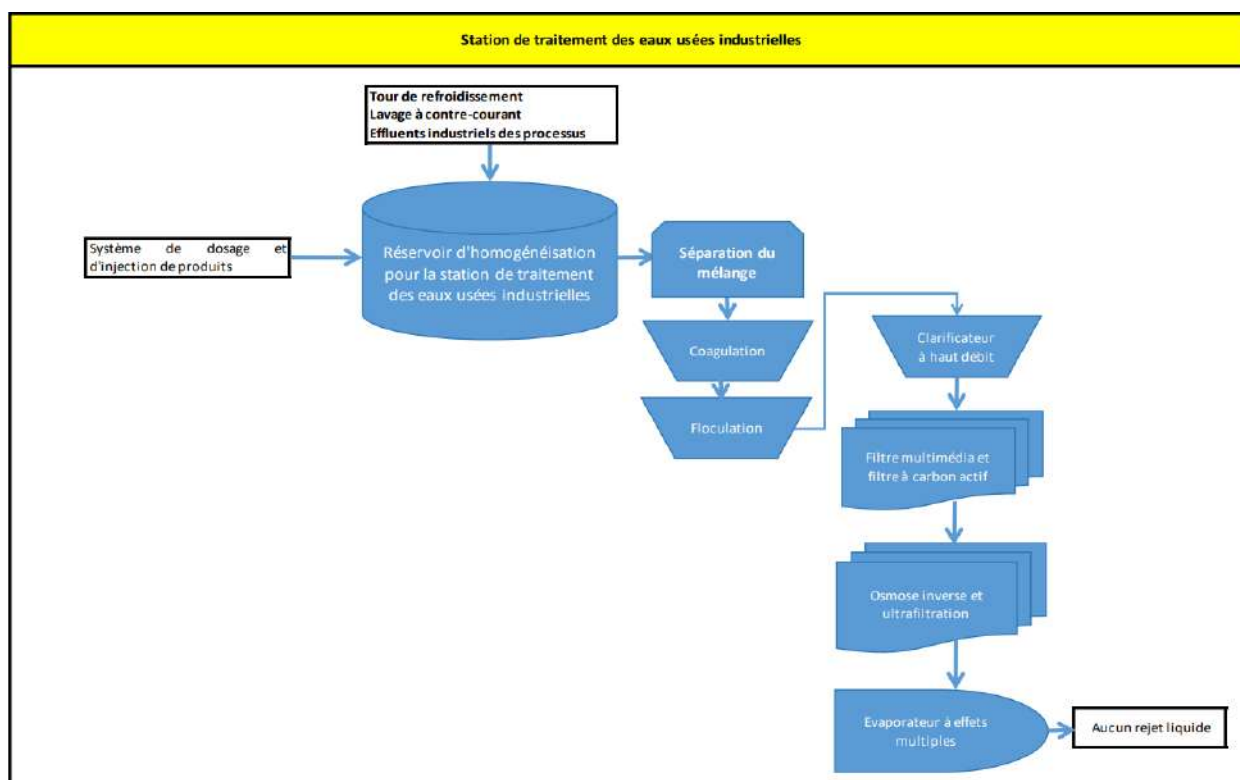 Station de traitement des eaux usées industrielles
Tour de refroidissement
Lavage à contre-courant
Effluents industriels des processus
Système de dosage et
d'injection de produits
Réservoir d'homogénéisation
pour la station de traitement
des eaux usées industrielles
Séparation du
mélange
Coagulation
Floculation
Clarificateur
à haut débit
Filtre multimédia et
filtre à carbon actif
Osmose inverse et
ultrafiltration
Evaporateur à effets
multiples
Aucun rejet liquide